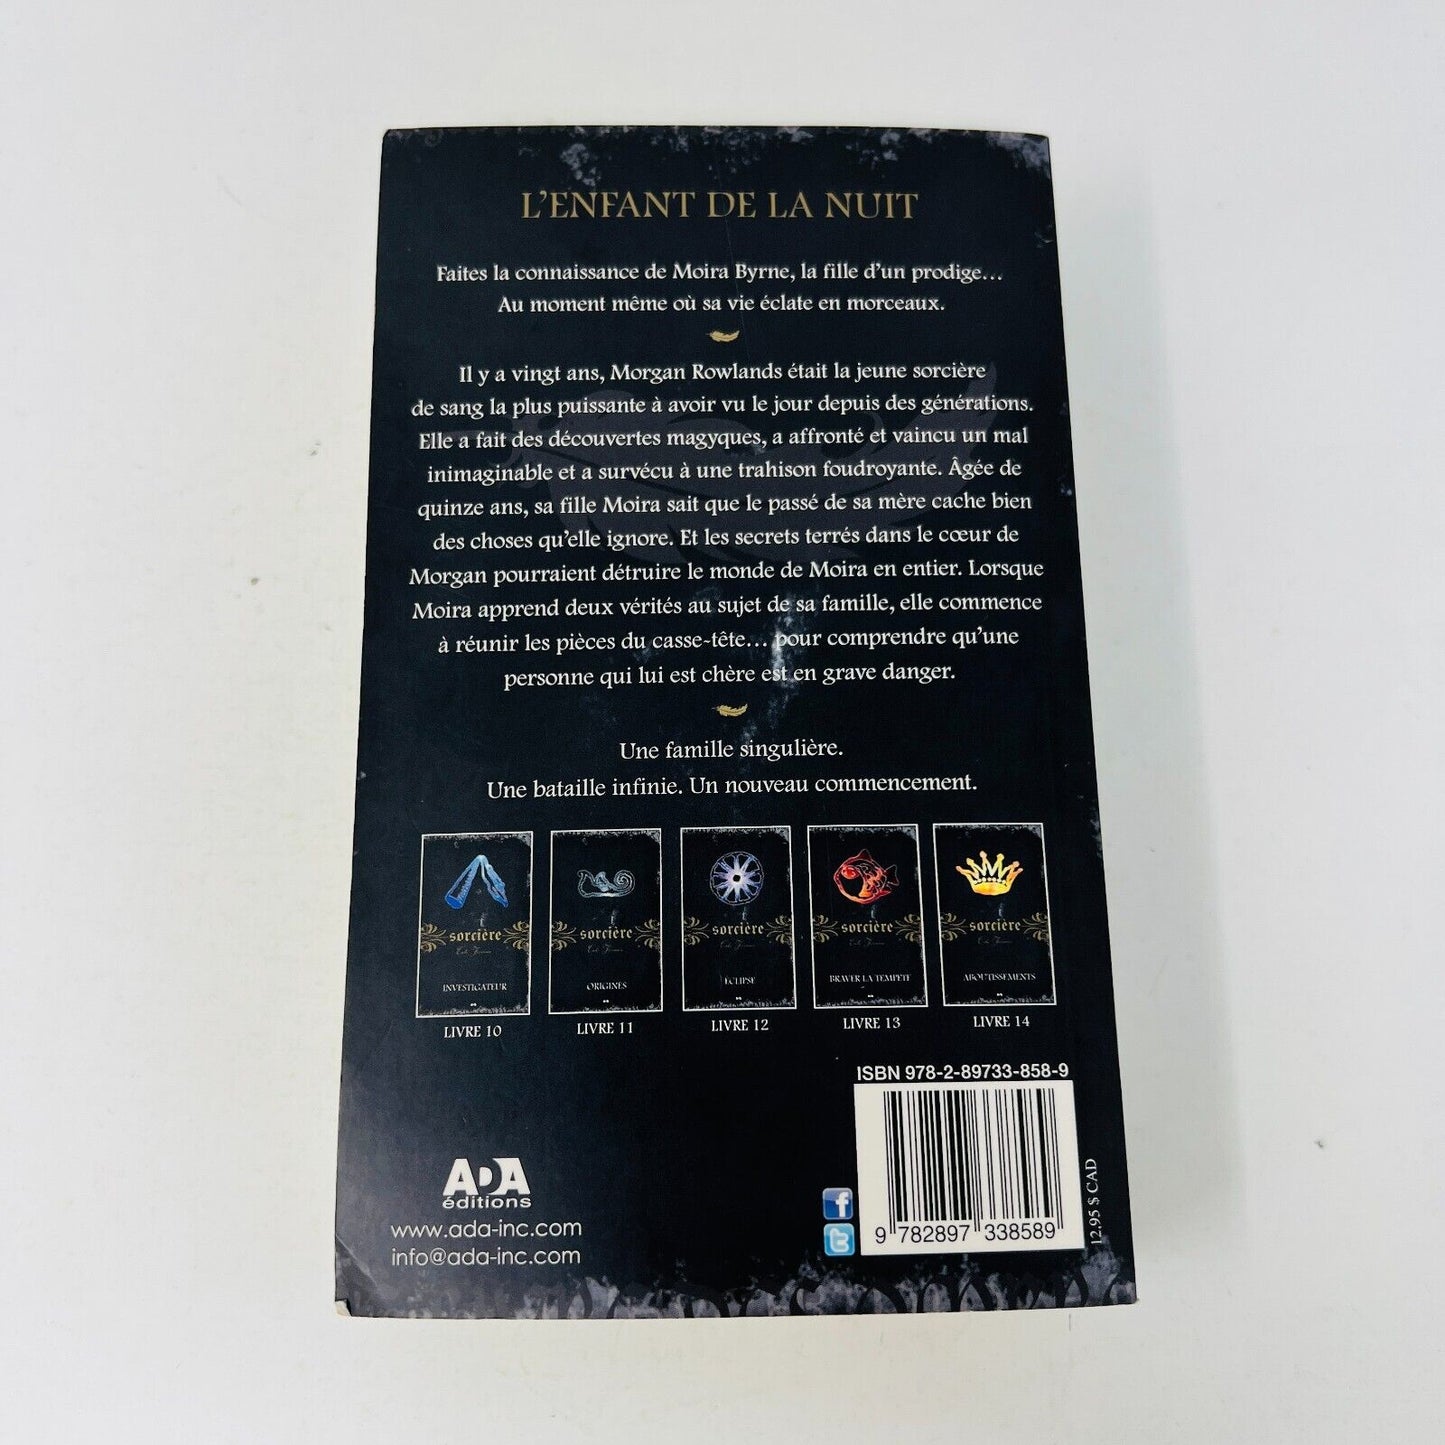 L'ENFANT DE LA NUIT
Faites la connaissance de Moira Byrne, la fille d'un prodige...
Au moment même où sa vie éclate en morceaux.
Il y a vingt ans, Morgan Rowlands était la jeune sorcière
de sang la plus puissante à avoir vu le jour depuis des générations.
Elle a fait des découvertes magyques, a affronté et vaincu un mal
inimaginable et a survécu à une trahison foudroyante. Âgée de
quinze ans, sa fille Moira sait que le passé de sa mère cache bien
des choses qu'elle ignore. Et les secrets terrés dans le cœur de
Morgan pourraient détruire le monde de Moira en entier. Lorsque
Moira apprend deux vérités au sujet de sa famille, elle commence
à réunir les pièces du casse-tête... pour comprendre qu'une
personne qui lui est chère est en grave danger.
Une famille singulière.
Une bataille infinie. Un nouveau commencement.
sorcière sorcière sorcière sorcière sorcière
INVESTIGATEUR ORIGINES ÉCLIPSE BRAVER LA TEMPÊTE ABOUTISSEMENTS
LIVRE 10 LIVRE 11 LIVRE 12 LIVRE 13 LIVRE 14
ISBN 978-2-89733-858-9
ADA
éditions
www.ada-inc.com
info@ada-inc.com
f
t
9 782897 338589
12,95 $ CAD